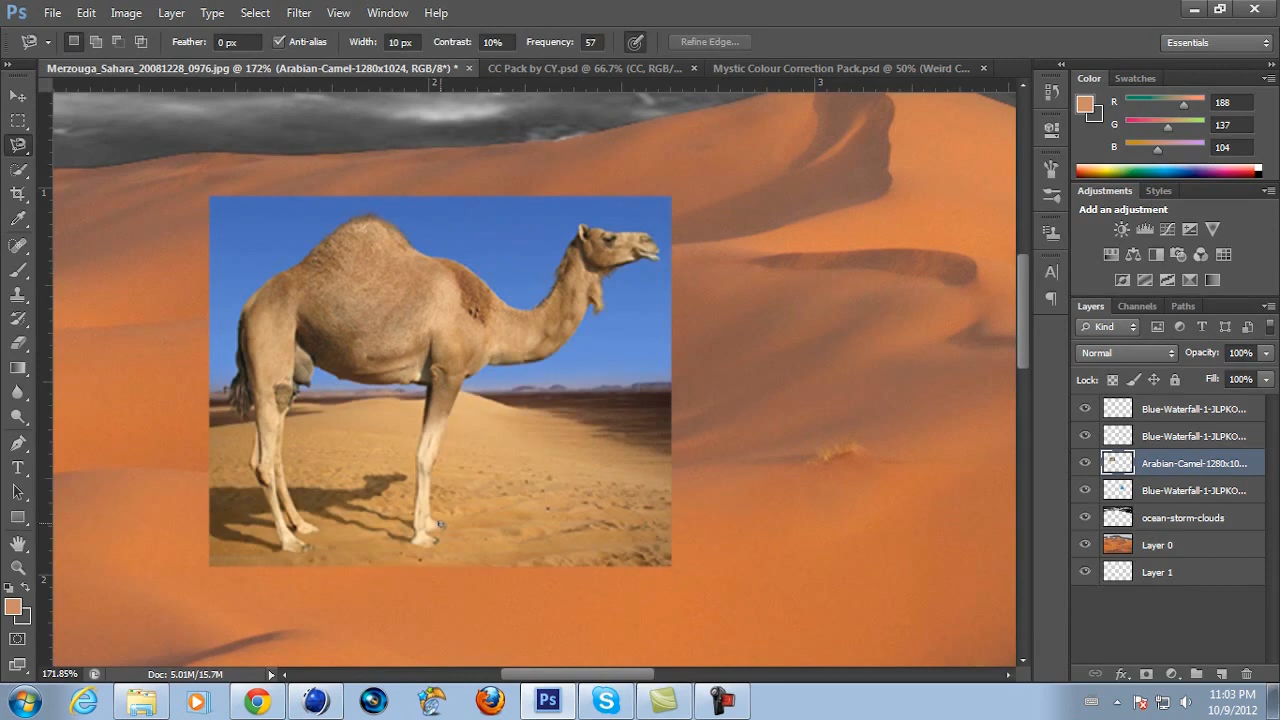 Ps File Edit Image Layer Type Select Filter View Window Help
Feather: 0 px Anti-alias Width: 10 px Contrast: 10% Frequency: 57 Refine Edge... Essentials
Merzouga_Sahara_20081228_0976.jpg @ 172% (Arabian-Camel-1280x1024, RGB/8*) * × CC Pack by CY.psd @ 66.7% (CC, RGB/... × Mystic Colour Correction Pack.psd @ 50% (Weird C... ×
2 3
1
2
Color Swatches
R 188
G 137
B 104
Adjustments Styles
Add an adjustment
Layers Channels Paths
Kind
Normal Opacity: 100%
Lock: Fill: 100%
Blue-Waterfall-1-JLPKO...
Blue-Waterfall-1-JLPKO...
Arabian-Camel-1280x10...
Blue-Waterfall-1-JLPKO...
ocean-storm-clouds
Layer 0
Layer 1
171.85% Doc: 5.01M/15.7M
Ps
11:03 PM
10/9/2012